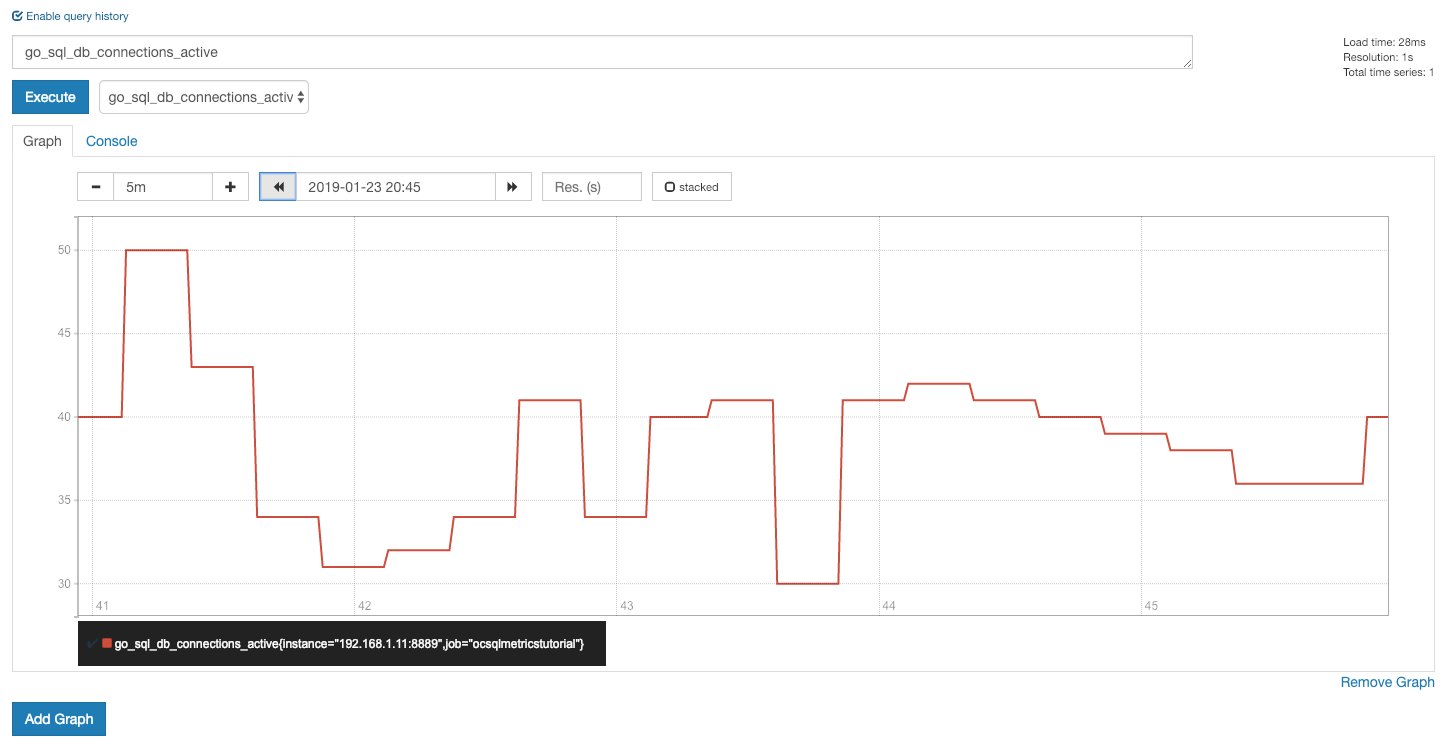 Enable query history
go_sql_db_connections_active
Load time: 28ms
Resolution: 1s
Total time series: 1
Execute
go_sql_db_connections_activ
Graph
Console
5m
2019-01-23 20:45
Res. (s)
stacked
50
45
40
35
30
41
42
43
44
45
go_sql_db_connections_active{instance="192.168.1.11:8889",job="ocsqlmetricstutorial"}
Remove Graph
Add Graph